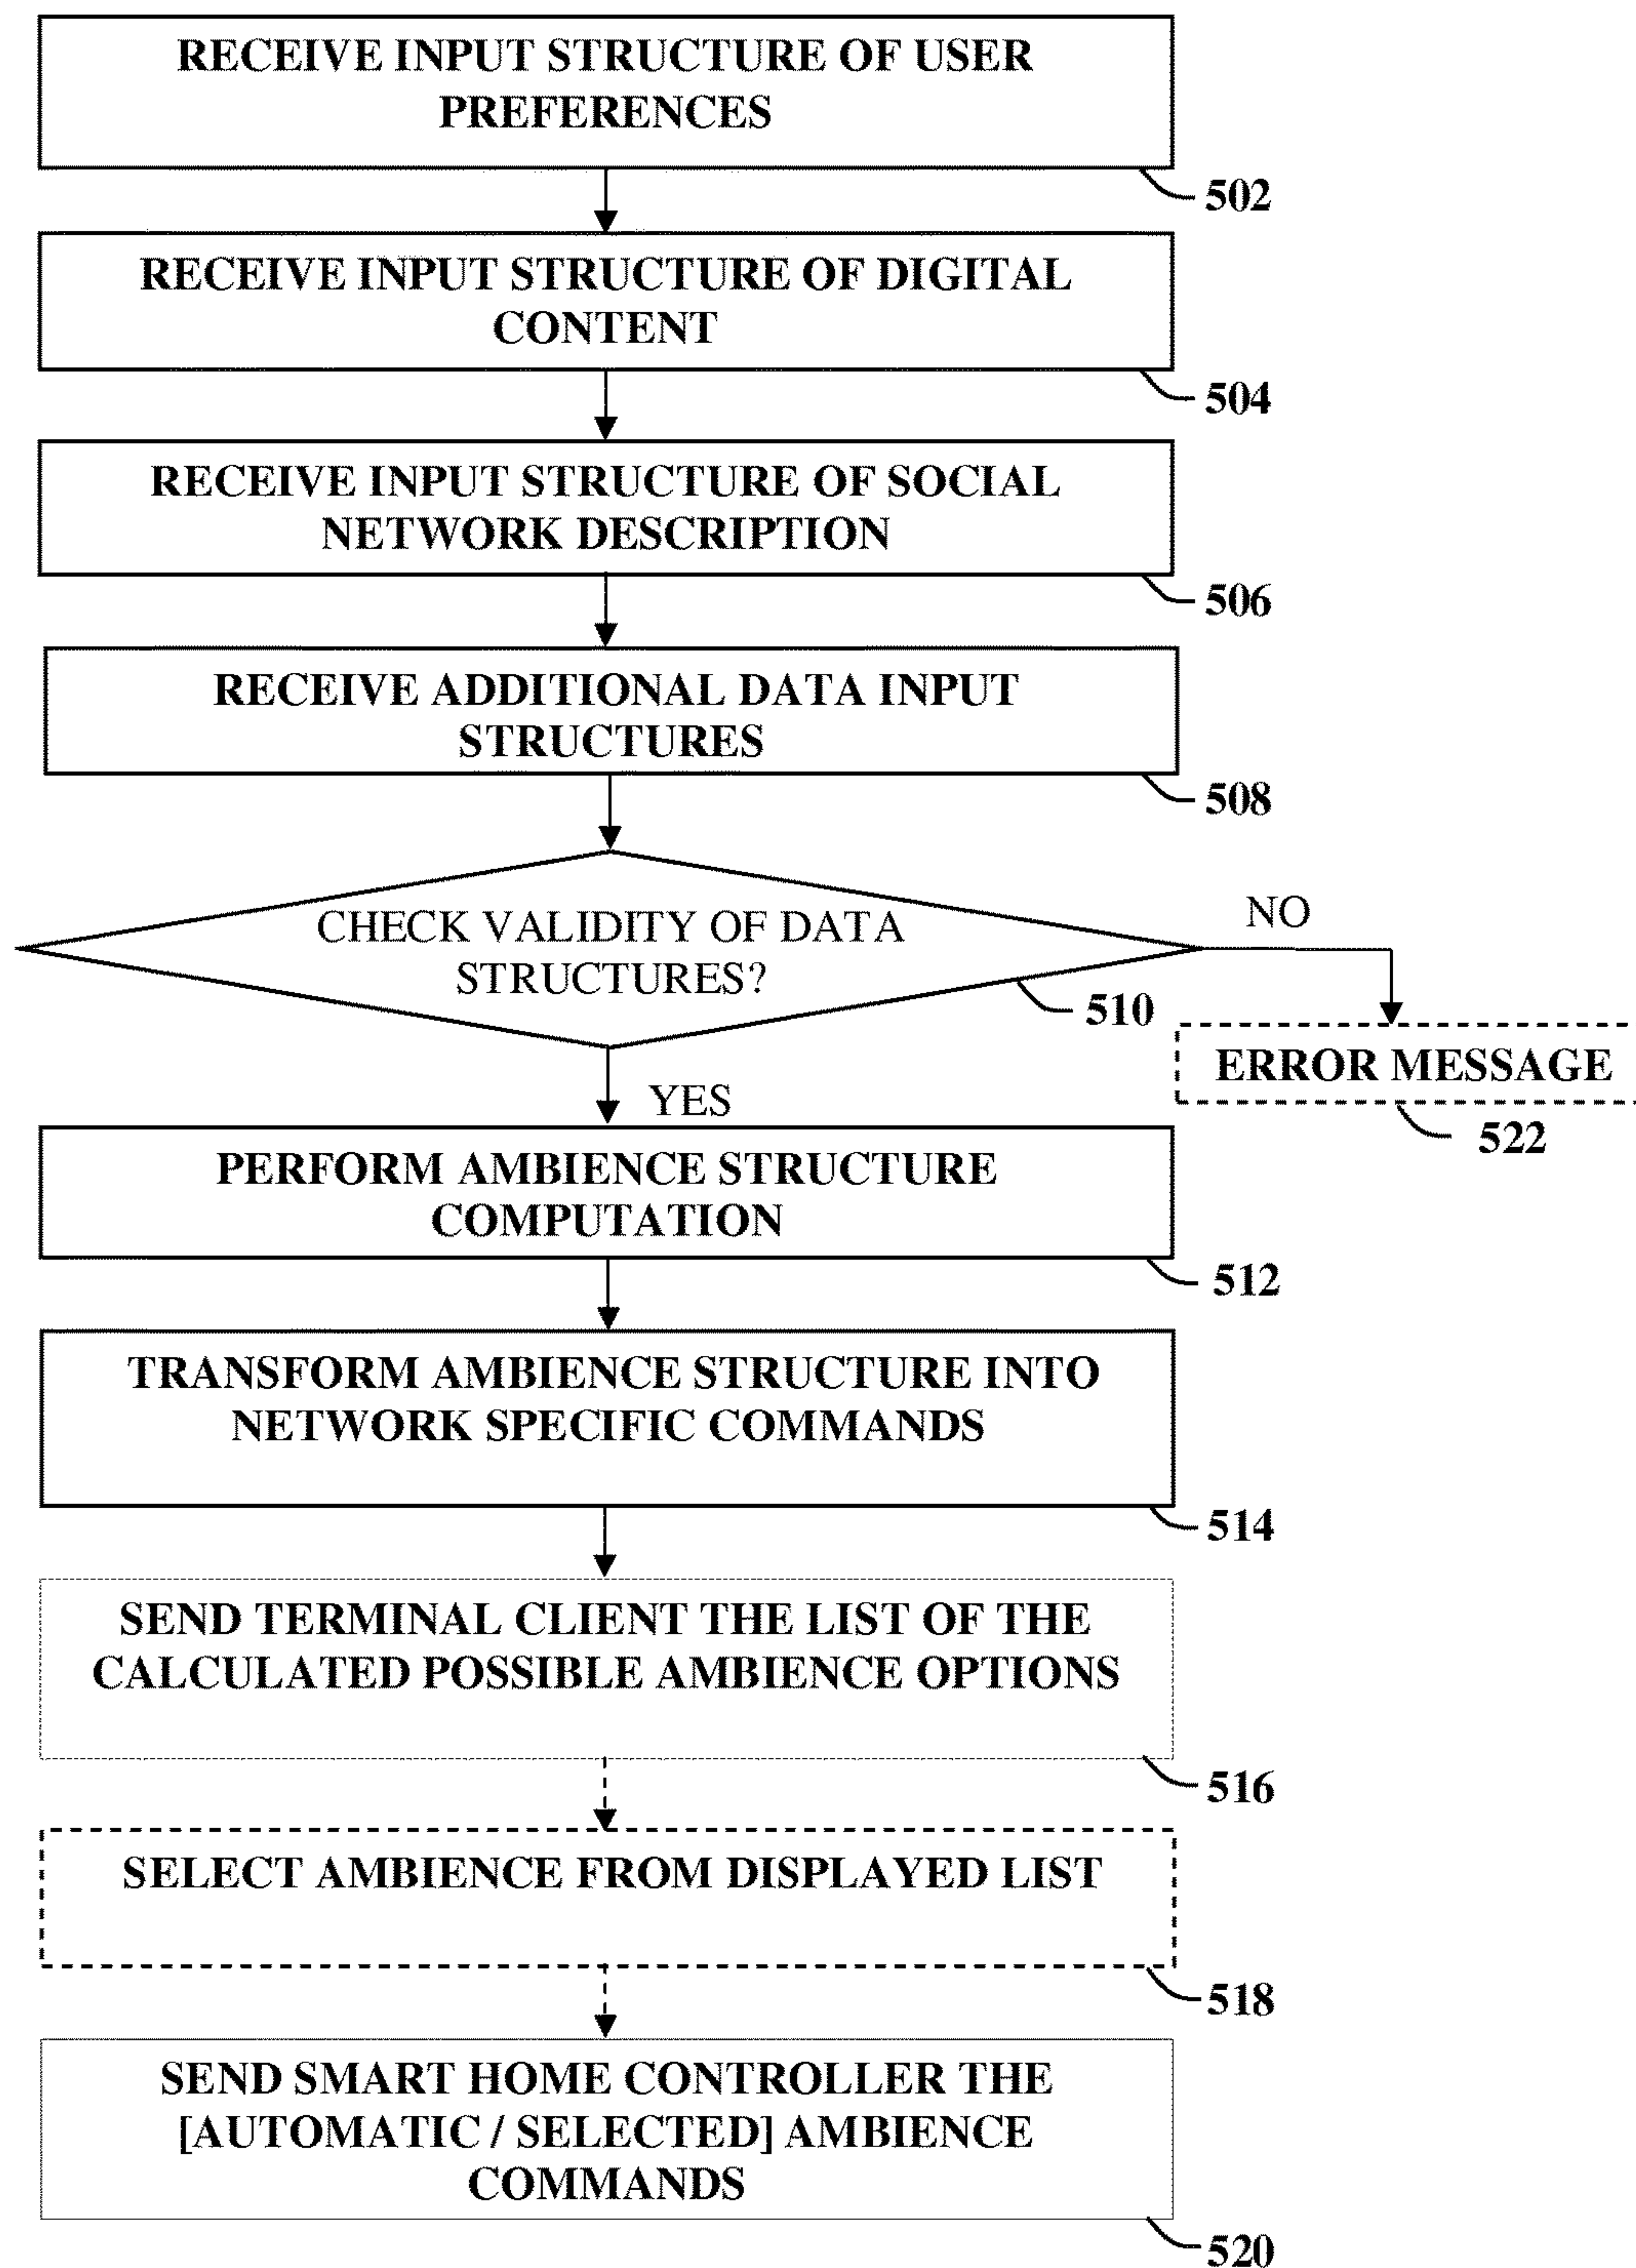 RECEIVE INPUT STRUCTURE OF USER
PREFERENCES
502
RECEIVE INPUT STRUCTURE OF DIGITAL
CONTENT
504
RECEIVE INPUT STRUCTURE OF SOCIAL
NETWORK DESCRIPTION
506
RECEIVE ADDITIONAL DATA INPUT
STRUCTURES
508
CHECK VALIDITY OF DATA
STRUCTURES?
510
NO
ERROR MESSAGE
522
YES
PERFORM AMBIENCE STRUCTURE
COMPUTATION
512
TRANSFORM AMBIENCE STRUCTURE INTO
NETWORK SPECIFIC COMMANDS
514
SEND TERMINAL CLIENT THE LIST OF THE
CALCULATED POSSIBLE AMBIENCE OPTIONS
516
SELECT AMBIENCE FROM DISPLAYED LIST
518
SEND SMART HOME CONTROLLER THE
[AUTOMATIC / SELECTED] AMBIENCE
COMMANDS
520